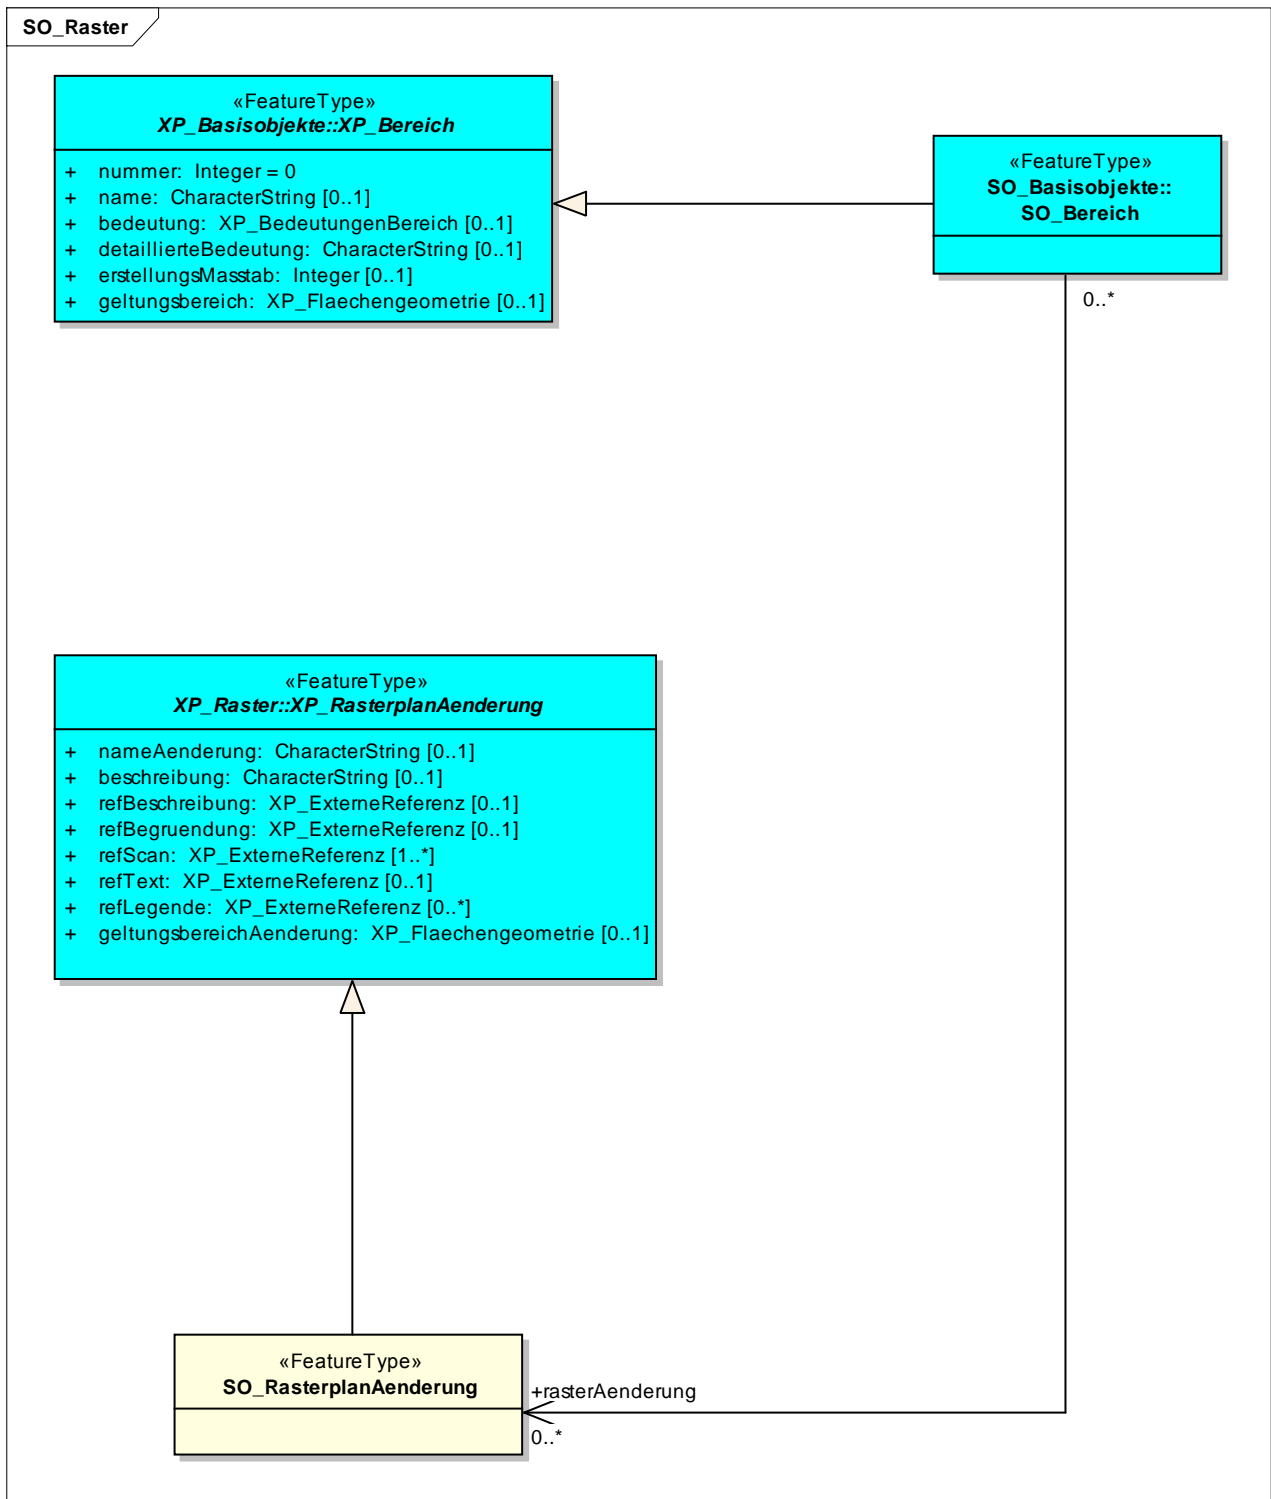 SO_Raster
«FeatureType»
XP_Basisobjekte::XP_Bereich
+ nummer: Integer = 0
+ name: CharacterString [0..1]
+ bedeutung: XP_BedeutungenBereich [0..1]
+ detaillierteBedeutung: CharacterString [0..1]
+ erstellungsMasstab: Integer [0..1]
+ geltungsbereich: XP_Flaechengeometrie [0..1]
«FeatureType»
SO_Basisobjekte::
SO_Bereich
0..*
«FeatureType»
XP_Raster::XP_RasterplanAenderung
+ nameAenderung: CharacterString [0..1]
+ beschreibung: CharacterString [0..1]
+ refBeschreibung: XP_ExterneReferenz [0..1]
+ refBegruendung: XP_ExterneReferenz [0..1]
+ refScan: XP_ExterneReferenz [1..*]
+ refText: XP_ExterneReferenz [0..1]
+ refLegende: XP_ExterneReferenz [0..*]
+ geltungsbereichAenderung: XP_Flaechengeometrie [0..1]
«FeatureType»
SO_RasterplanAenderung
+rasterAenderung
0..*